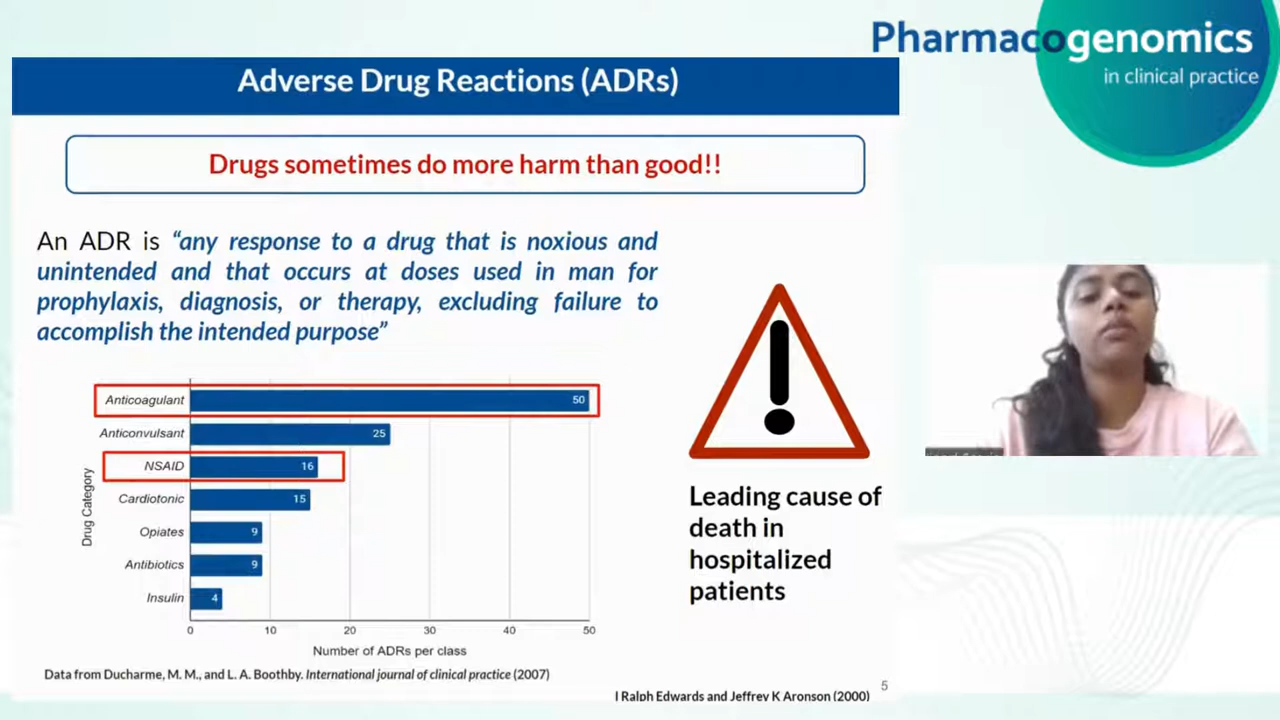 Pharmacogenomics
in clinical practice
Adverse Drug Reactions (ADRs)
Drugs sometimes do more harm than good!!
An ADR is “any response to a drug that is noxious and
unintended and that occurs at doses used in man for
prophylaxis, diagnosis, or therapy, excluding failure to
accomplish the intended purpose”
Drug Category
Anticoagulant 50
Anticonvulsant 25
NSAID 16
Cardiotonic 15
Opiates 9
Antibiotics 9
Insulin 4
0 10 20 30 40 50
Number of ADRs per class
Leading cause of
death in
hospitalized
patients
Data from Ducharme, M. M., and L. A. Boothby. International journal of clinical practice (2007)
5
I Ralph Edwards and Jeffrey K Aronson (2000)